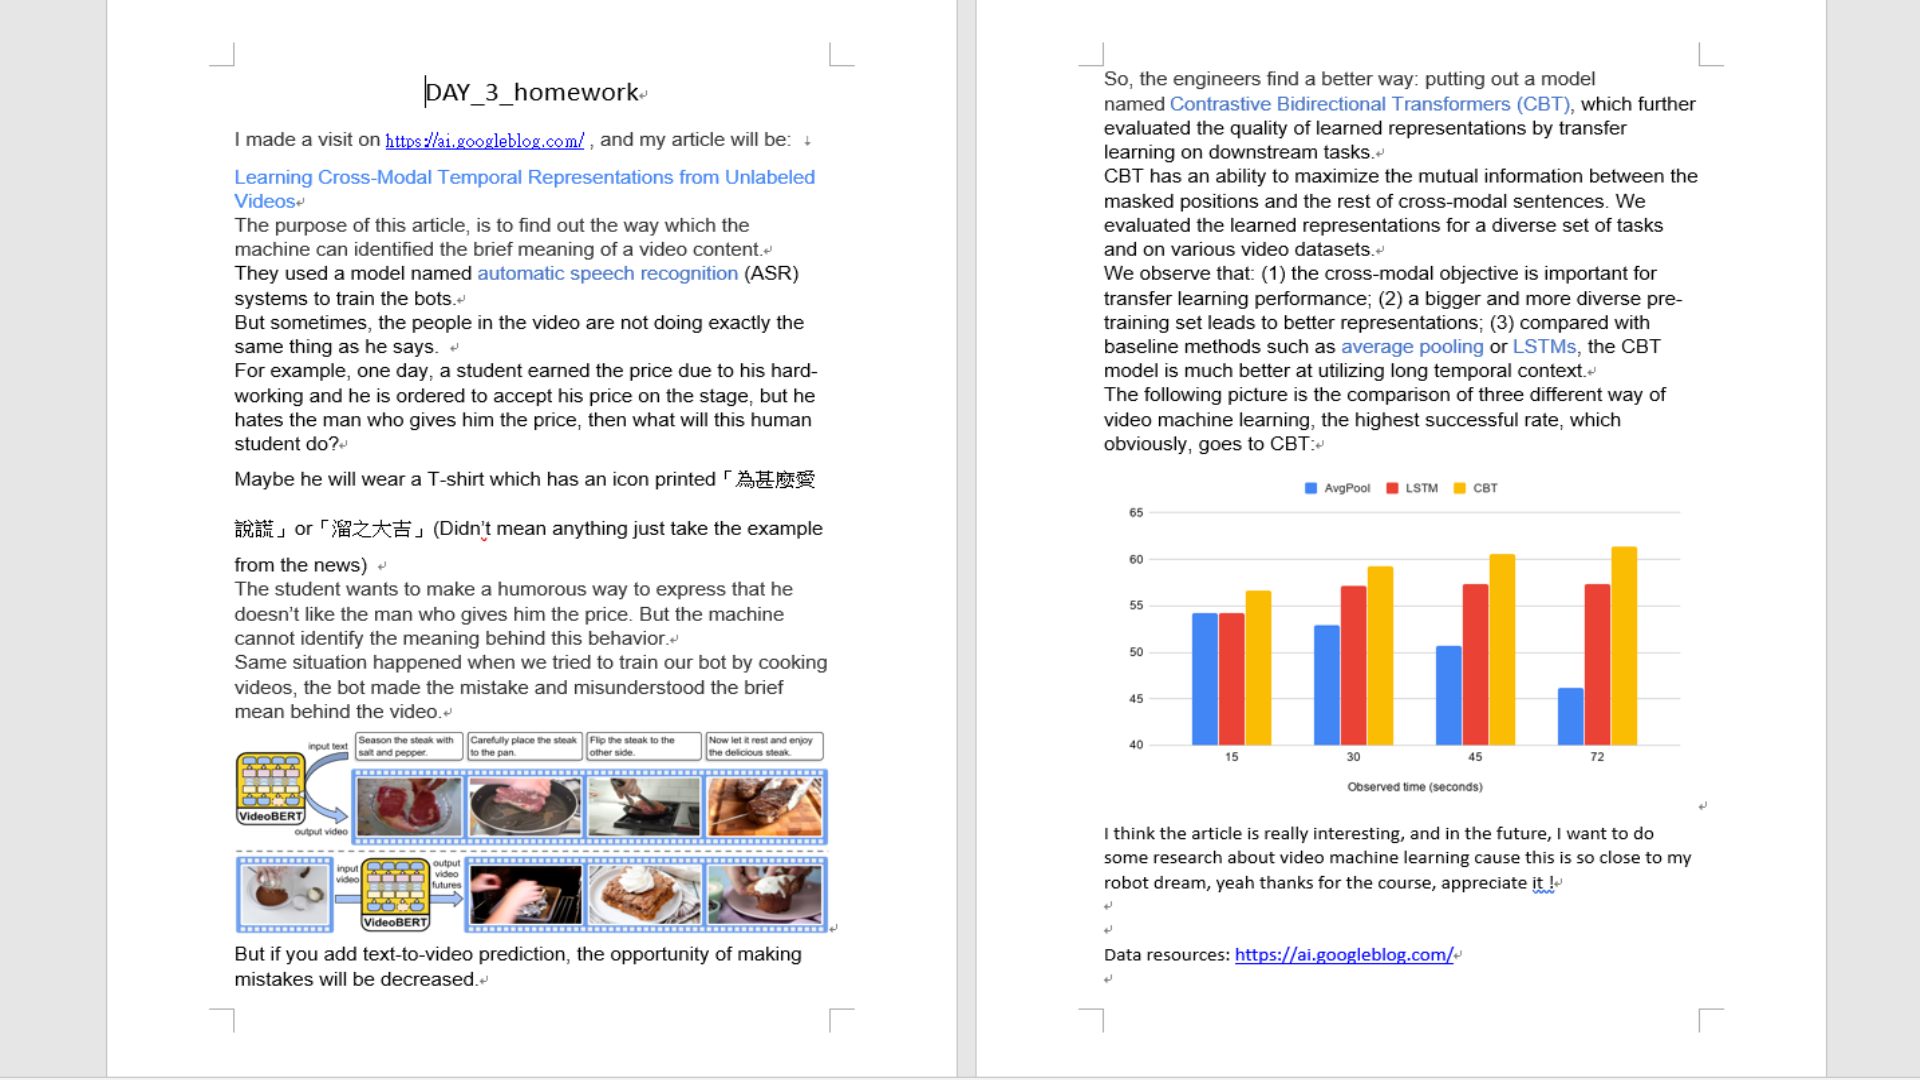 DAY_3_homework
I made a visit on https://ai.googleblog.com/ , and my article will be:
Learning Cross-Modal Temporal Representations from Unlabeled
Videos
The purpose of this article, is to find out the way which the
machine can identified the brief meaning of a video content.
They used a model named automatic speech recognition (ASR)
systems to train the bots.
But sometimes, the people in the video are not doing exactly the
same thing as he says.
For example, one day, a student earned the price due to his hard-
working and he is ordered to accept his price on the stage, but he
hates the man who gives him the price, then what will this human
student do?
Maybe he will wear a T-shirt which has an icon printed「為甚麼愛
說謊」or「溜之大吉」(Didn't mean anything just take the example
from the news)
The student wants to make a humorous way to express that he
doesn't like the man who gives him the price. But the machine
cannot identify the meaning behind this behavior.
Same situation happened when we tried to train our bot by cooking
videos, the bot made the mistake and misunderstood the brief
mean behind the video.
input text
Season the steak with
salt and pepper.
Carefully place the steak
to the pan.
Flip the steak to the
other side.
Now let it rest and enjoy
the delicious steak.
VideoBERT
output video
input
video
VideoBERT
output
video
futures
But if you add text-to-video prediction, the opportunity of making
mistakes will be decreased.
So, the engineers find a better way: putting out a model
named Contrastive Bidirectional Transformers (CBT), which further
evaluated the quality of learned representations by transfer
learning on downstream tasks.
CBT has an ability to maximize the mutual information between the
masked positions and the rest of cross-modal sentences. We
evaluated the learned representations for a diverse set of tasks
and on various video datasets.
We observe that: (1) the cross-modal objective is important for
transfer learning performance; (2) a bigger and more diverse pre-
training set leads to better representations; (3) compared with
baseline methods such as average pooling or LSTMs, the CBT
model is much better at utilizing long temporal context.
The following picture is the comparison of three different way of
video machine learning, the highest successful rate, which
obviously, goes to CBT:
AvgPool LSTM CBT
65
60
55
50
45
40
15 30 45 72
Observed time (seconds)
I think the article is really interesting, and in the future, I want to do
some research about video machine learning cause this is so close to my
robot dream, yeah thanks for the course, appreciate it !
Data resources: https://ai.googleblog.com/